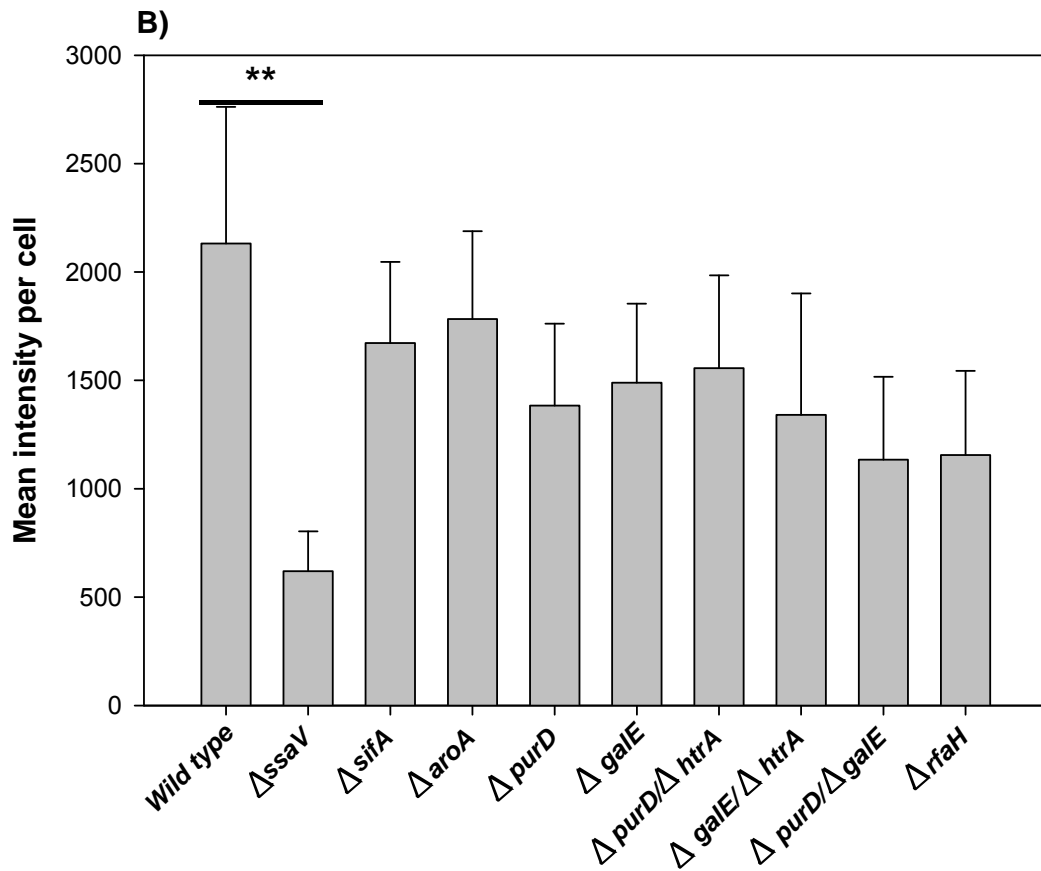 B)
**
3000
2500
2000
1500
1000
500
0
Mean intensity per cell
Wild type
ΔssaV
ΔsifA
ΔaroA
Δ purD
Δ galE
Δ purD/Δ htrA
Δ galE/Δ htrA
Δ purD/ΔgalE
ΔrfaH